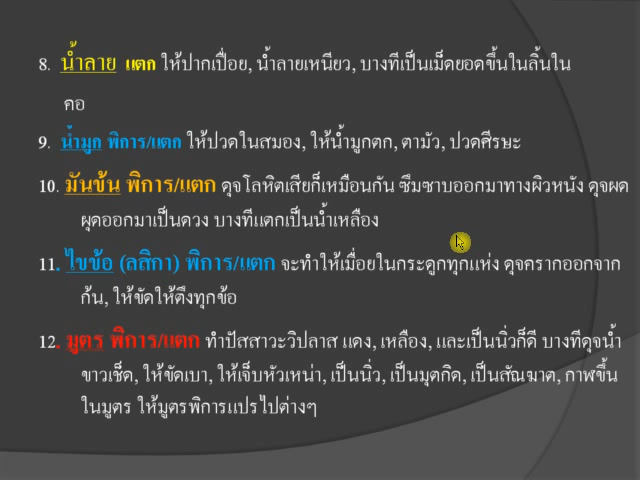 8. น้ำลาย แตก ให้ปากเปื่อย, น้ำลายเหนียว, บางทีเป็นเม็ดยอดขึ้นในลิ้นใน
คอ
9. น้ำมูก พิการ/แตก ให้ปวดในสมอง, ให้น้ำมูกตก, ตามัว, ปวดศีรษะ
10. มันข้น พิการ/แตก ดุจโลหิตเสียก็เหมือนกัน ซึมซาบออกมาทางผิวหนัง ดุจผด
ผุดออกมาเป็นดวง บางทีแตกเป็นน้ำเหลือง
11. ไขข้อ (ลสิกา) พิการ/แตก จะทำให้เมื่อยในกระดูกทุกแห่ง ดุจครากออกจาก
กัน, ให้ขัดให้ตึงทุกข้อ
12. มูตร พิการ/แตก ทำปัสสาวะวิปลาส แดง, เหลือง, และเป็นนิ่วก็ดี บางทีดุจน้ำ
ขาวเช็ด, ให้ขัดเบา, ให้เจ็บหัวเหน่า, เป็นนิ่ว, เป็นมุตกิด, เป็นสัณฆาต, กาฬขึ้น
ในมูตร ให้มูตรพิการแปรไปต่างๆ